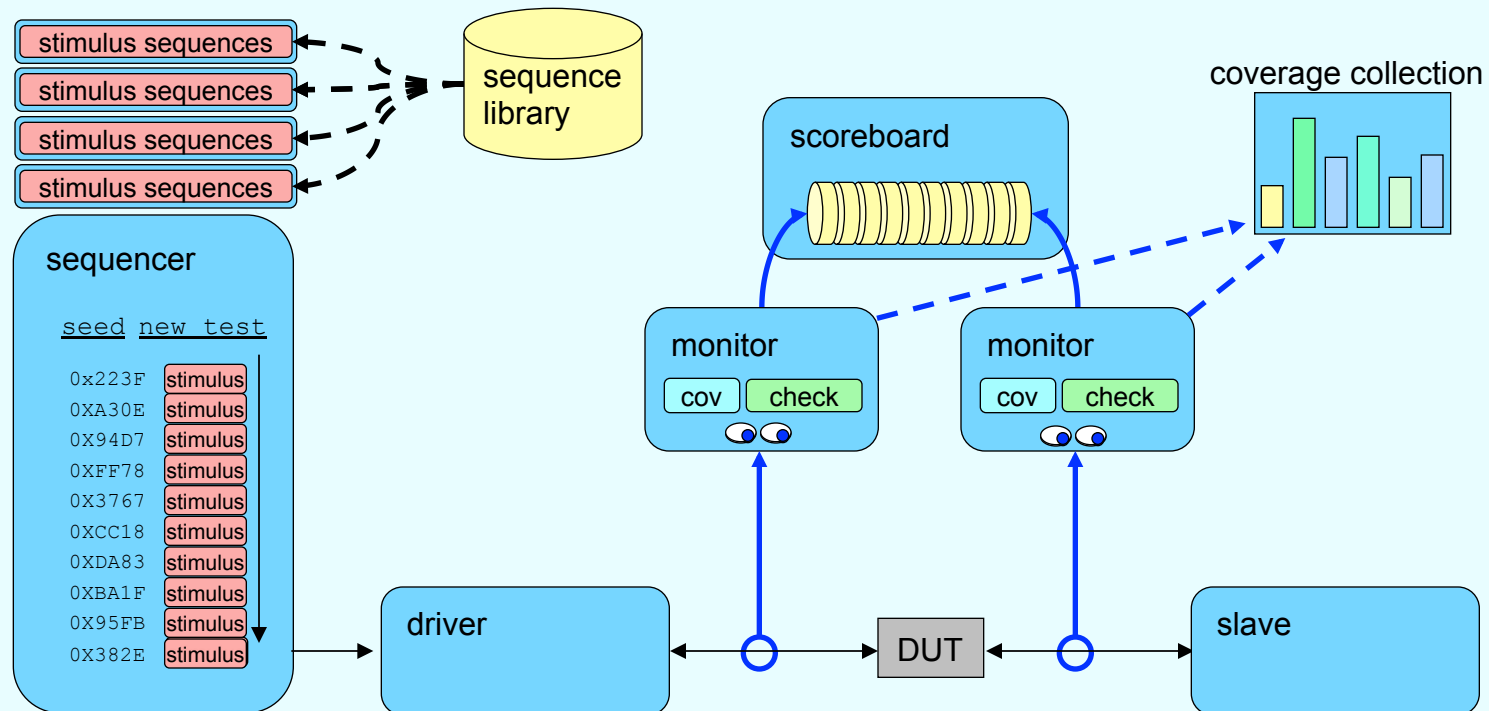 stimulus sequences
stimulus sequences
stimulus sequences
stimulus sequences
sequence
library
coverage collection
scoreboard
sequencer
seed new test
0x223F stimulus
0XA30E stimulus
0X94D7 stimulus
0XFF78 stimulus
0X3767 stimulus
0XCC18 stimulus
0XDA83 stimulus
0XBA1F stimulus
0X95FB stimulus
0X382E stimulus
monitor
cov check
monitor
cov check
driver
DUT
slave